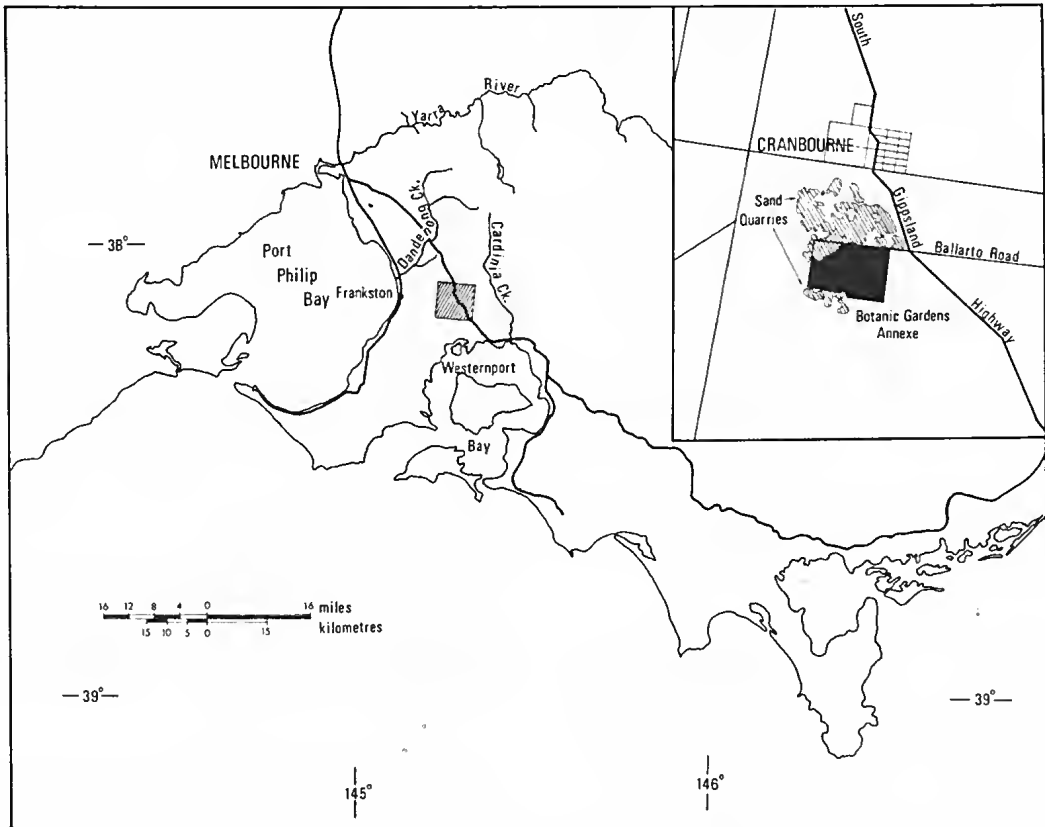 River
Yarra
MELBOURNE
Dandenong Ck.
Cardinia Ck.
—38°
Port
Philip
Bay
Frankston
Westernport
Bay
16 12 8 4 0 16 miles
15 10 5 0 15 kilometres
—39°
—39°—
145°
146°
South
CRANBOURNE
Sand
Quarries
Gippsland
Ballarto Road
Botanic Gardens
Annexe
Highway